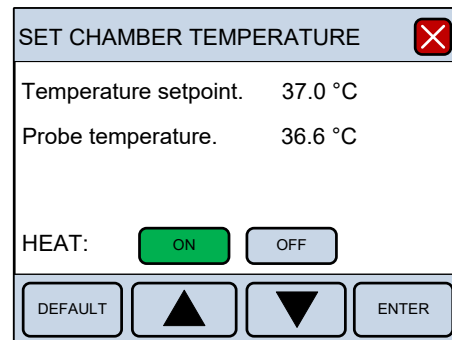 SET CHAMBER TEMPERATURE
Temperature setpoint. 37.0 °C
Probe temperature. 36.6 °C
HEAT: ON OFF
DEFAULT ENTER